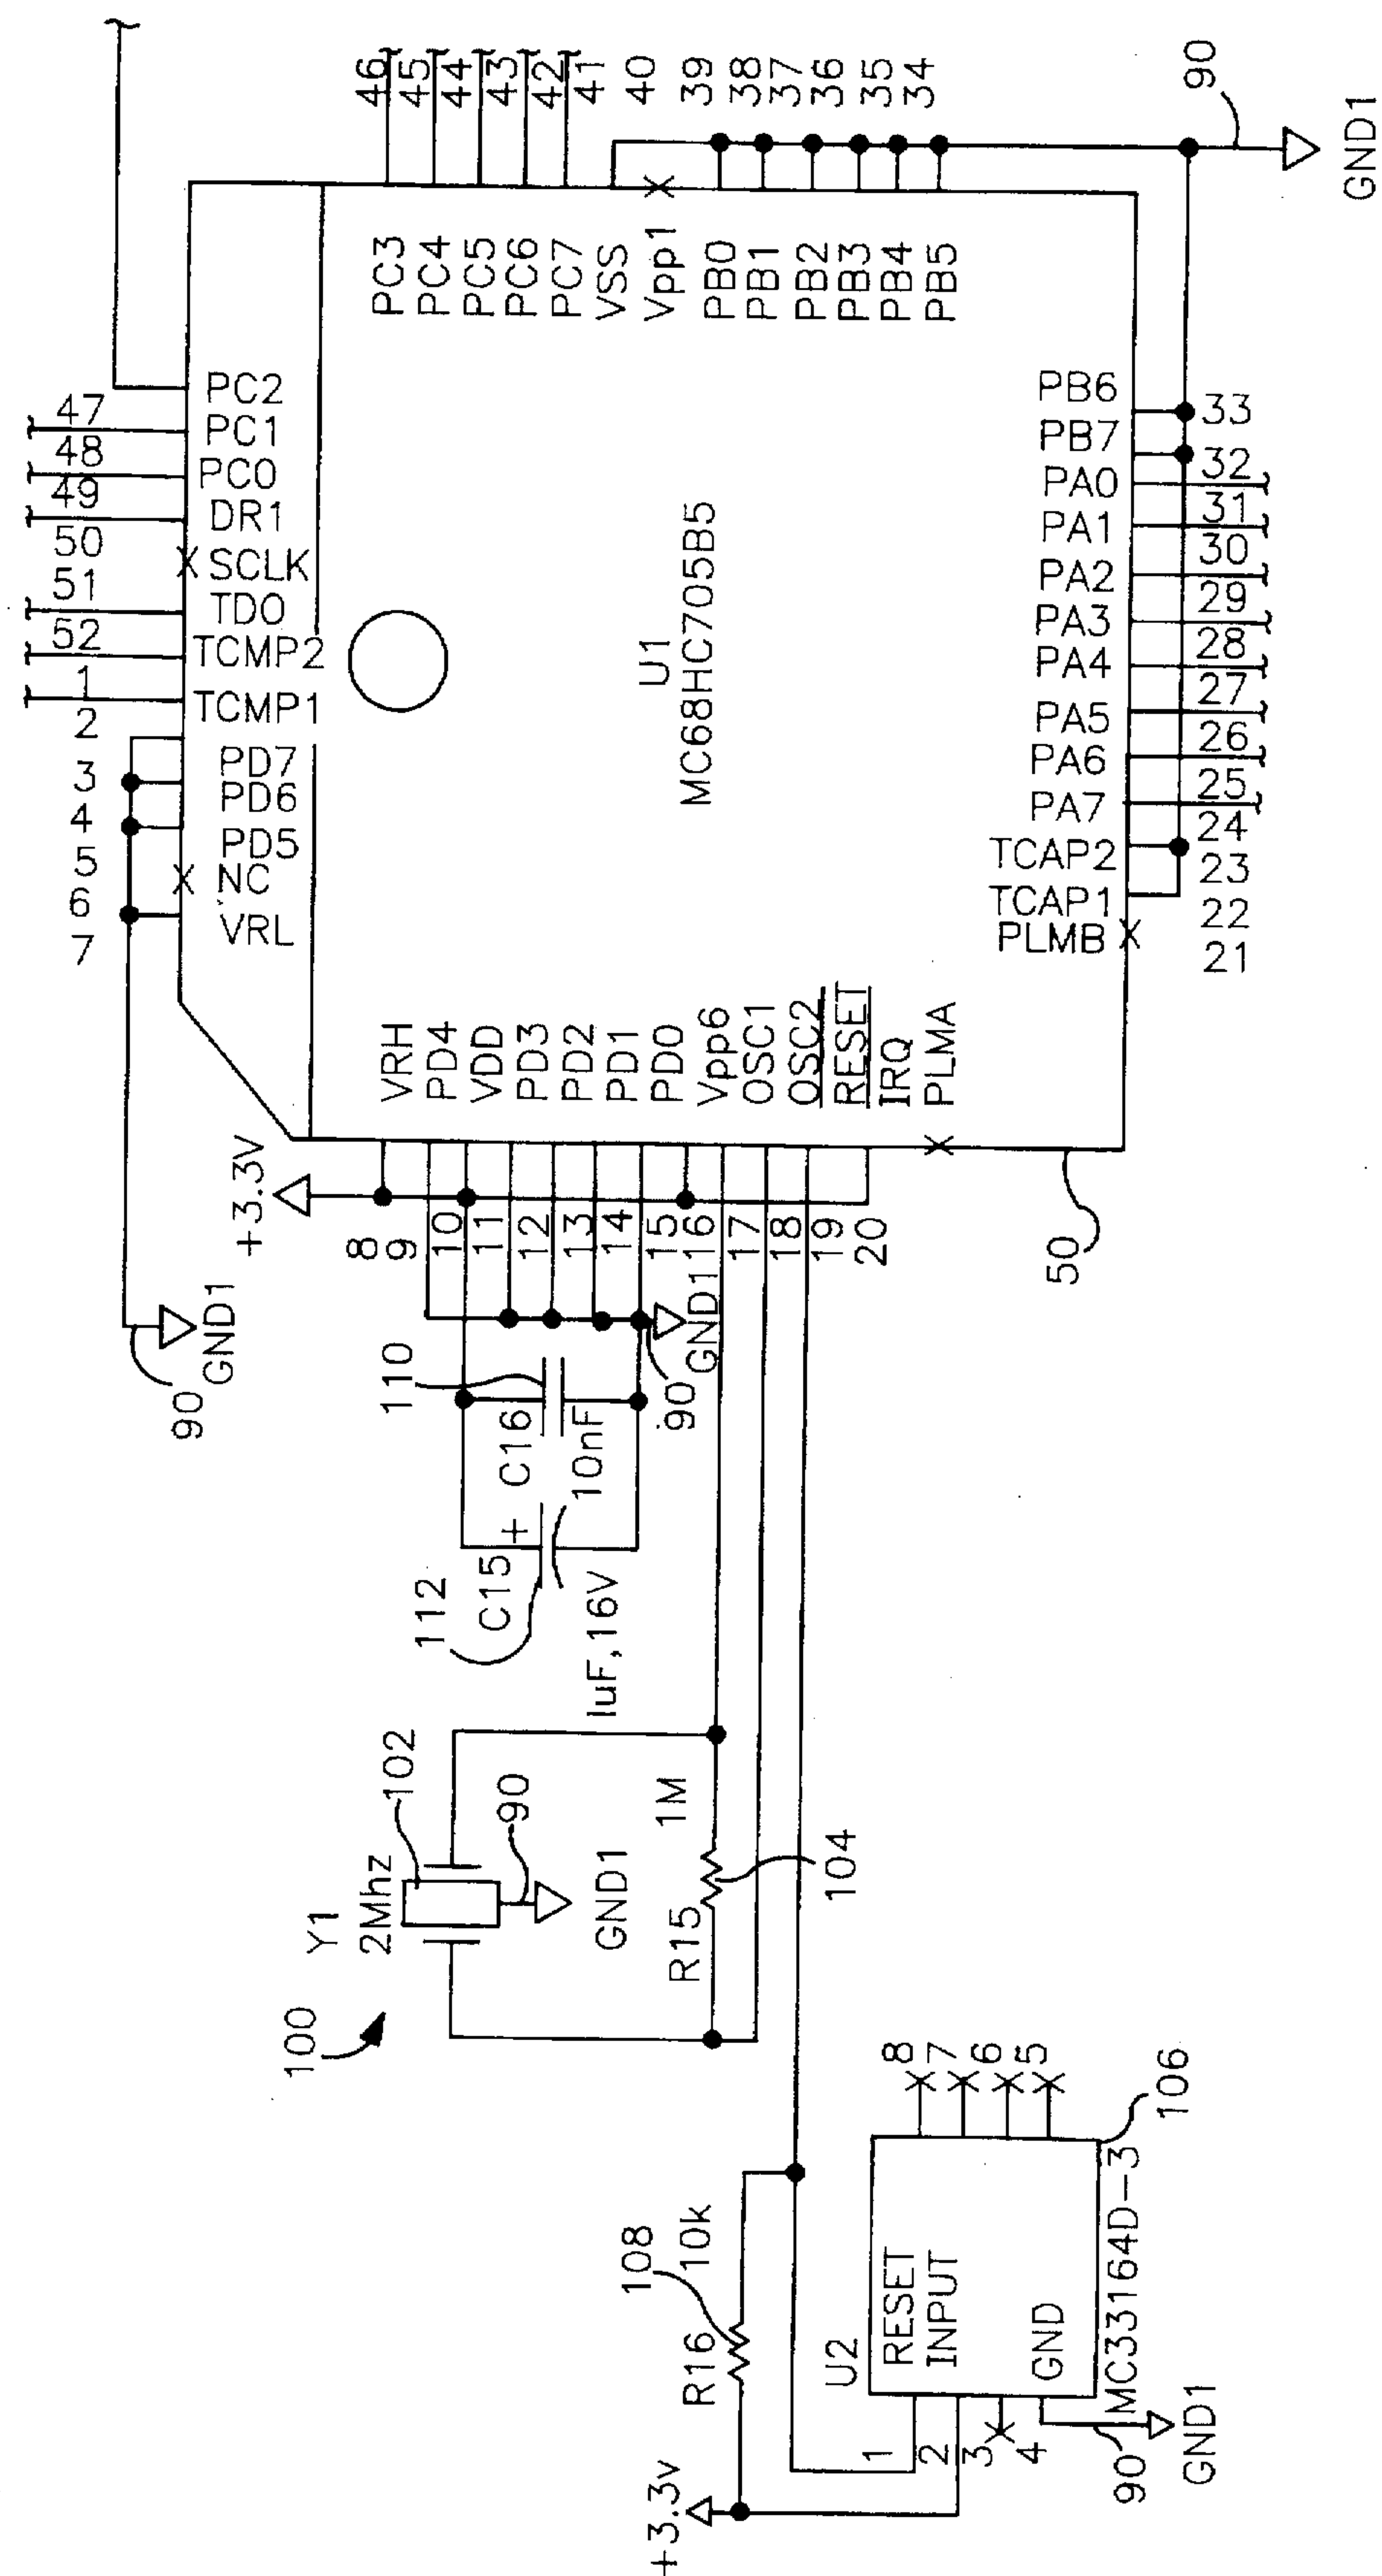 47
48
49
50
51
52
1
2
3
4
5
6
7
PC2
PC1
PC0
DR1
SCLK
TDO
TCMP2
TCMP1
PD7
PD6
PD5
NC
VRL
46
45
44
43
42
41
40
39
38
37
36
35
34
PC3
PC4
PC5
PC6
PC7
VSS
Vpp1
PB0
PB1
PB2
PB3
PB4
PB5
90
GND1
U1
MC68HC705B5
PB6
PB7
PA0
PA1
PA2
PA3
PA4
PA5
PA6
PA7
TCAP2
TCAP1
PLMB
33
32
31
30
29
28
27
26
25
24
23
22
21
VRH
PD4
VDD
PD3
PD2
PD1
PD0
Vpp6
OSC1
OSC2
RESET
IRQ
PLMA
+3.3V
8
9
10
11
12
13
14
15
16
17
18
19
20
50
90
GND1
GND1
90
110
C16
10nF
112
C15
+
1uF,16V
100
Y1
2Mhz
102
90
GND1
1M
R15
104
108
10k
R16
+3.3v
U2
RESET
INPUT
GND
1
2
3
4
8
7
6
5
106
MC33164D-3
90
GND1